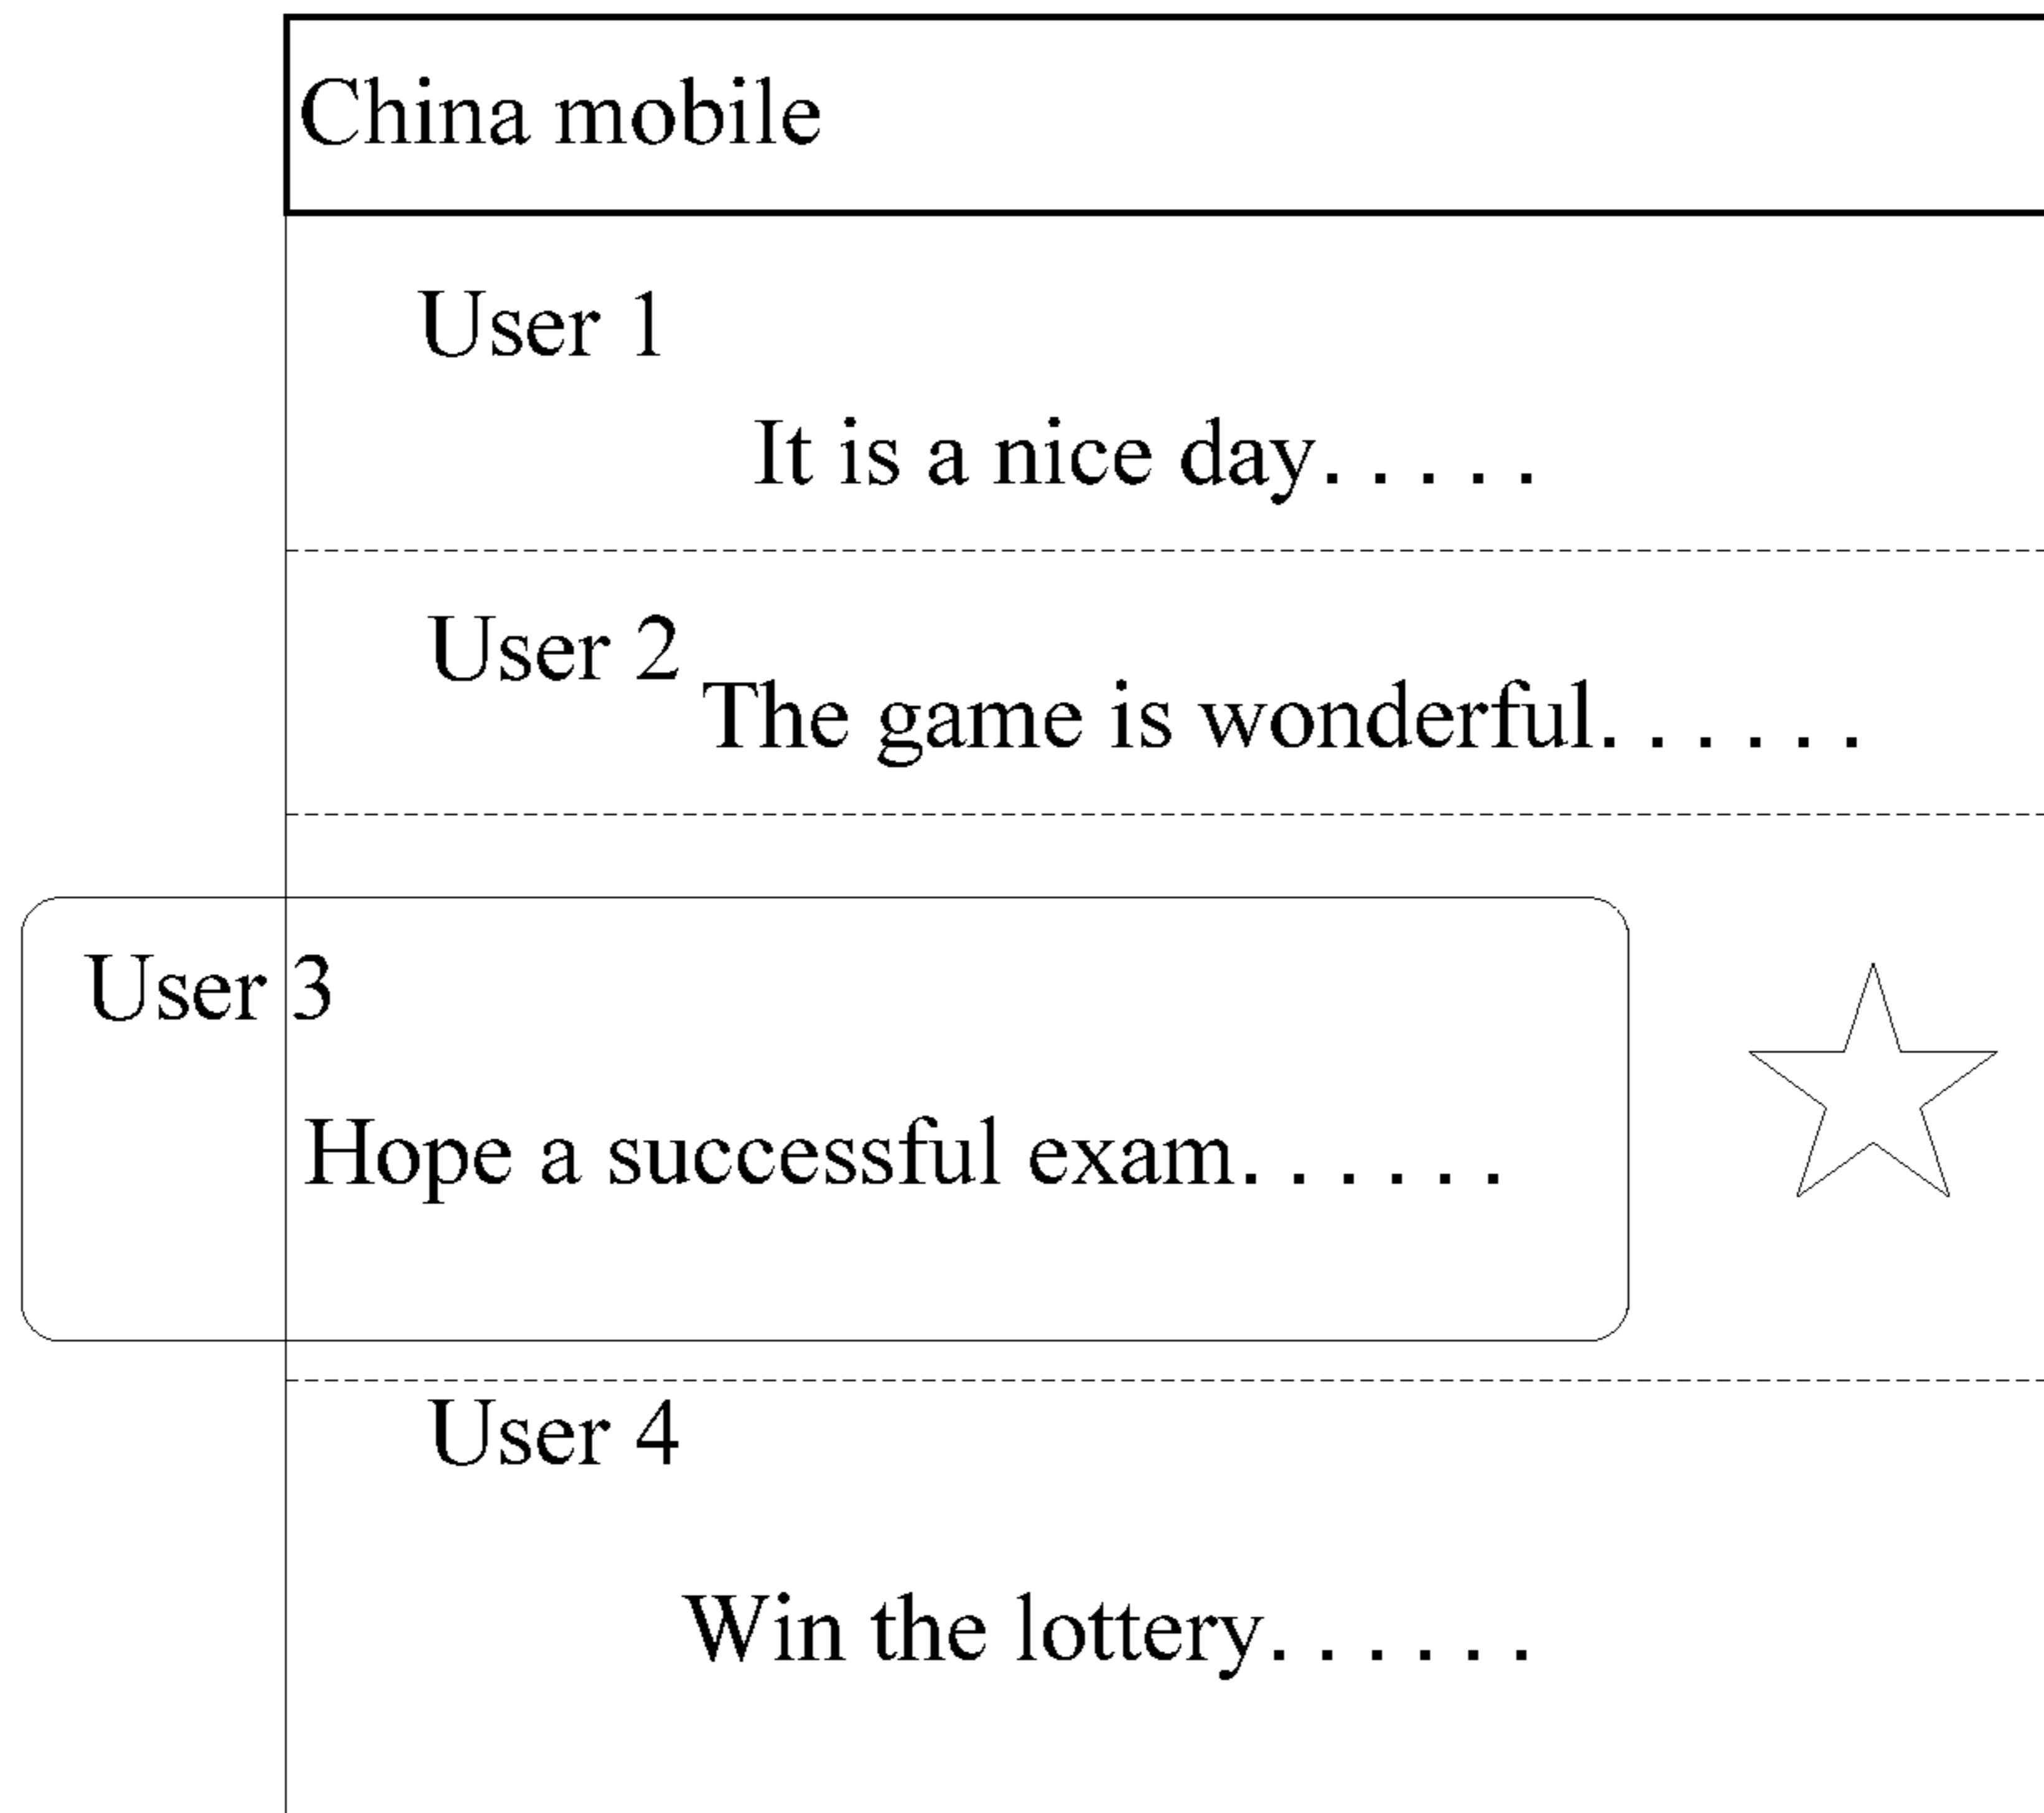 China mobile
User 1
It is a nice day. . . . .
User 2
The game is wonderful. . . . . .
User 3
Hope a successful exam. . . . . .
User 4
Win the lottery. . . . . .